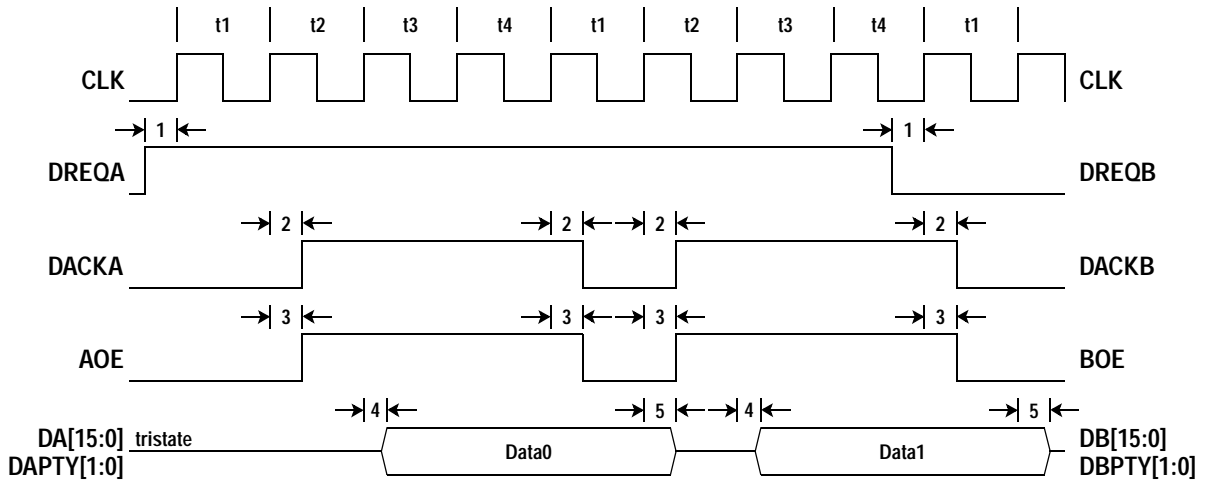 t1 t2 t3 t4 t1 t2 t3 t4 t1
CLK CLK
1 1
DREQA DREQB
2 2 2 2
DACKA DACKB
3 3 3 3
AOE BOE
4 5 4 5
DA[15:0] tristate Data0 Data1 DB[15:0]
DAPTY[1:0] DBPTY[1:0]